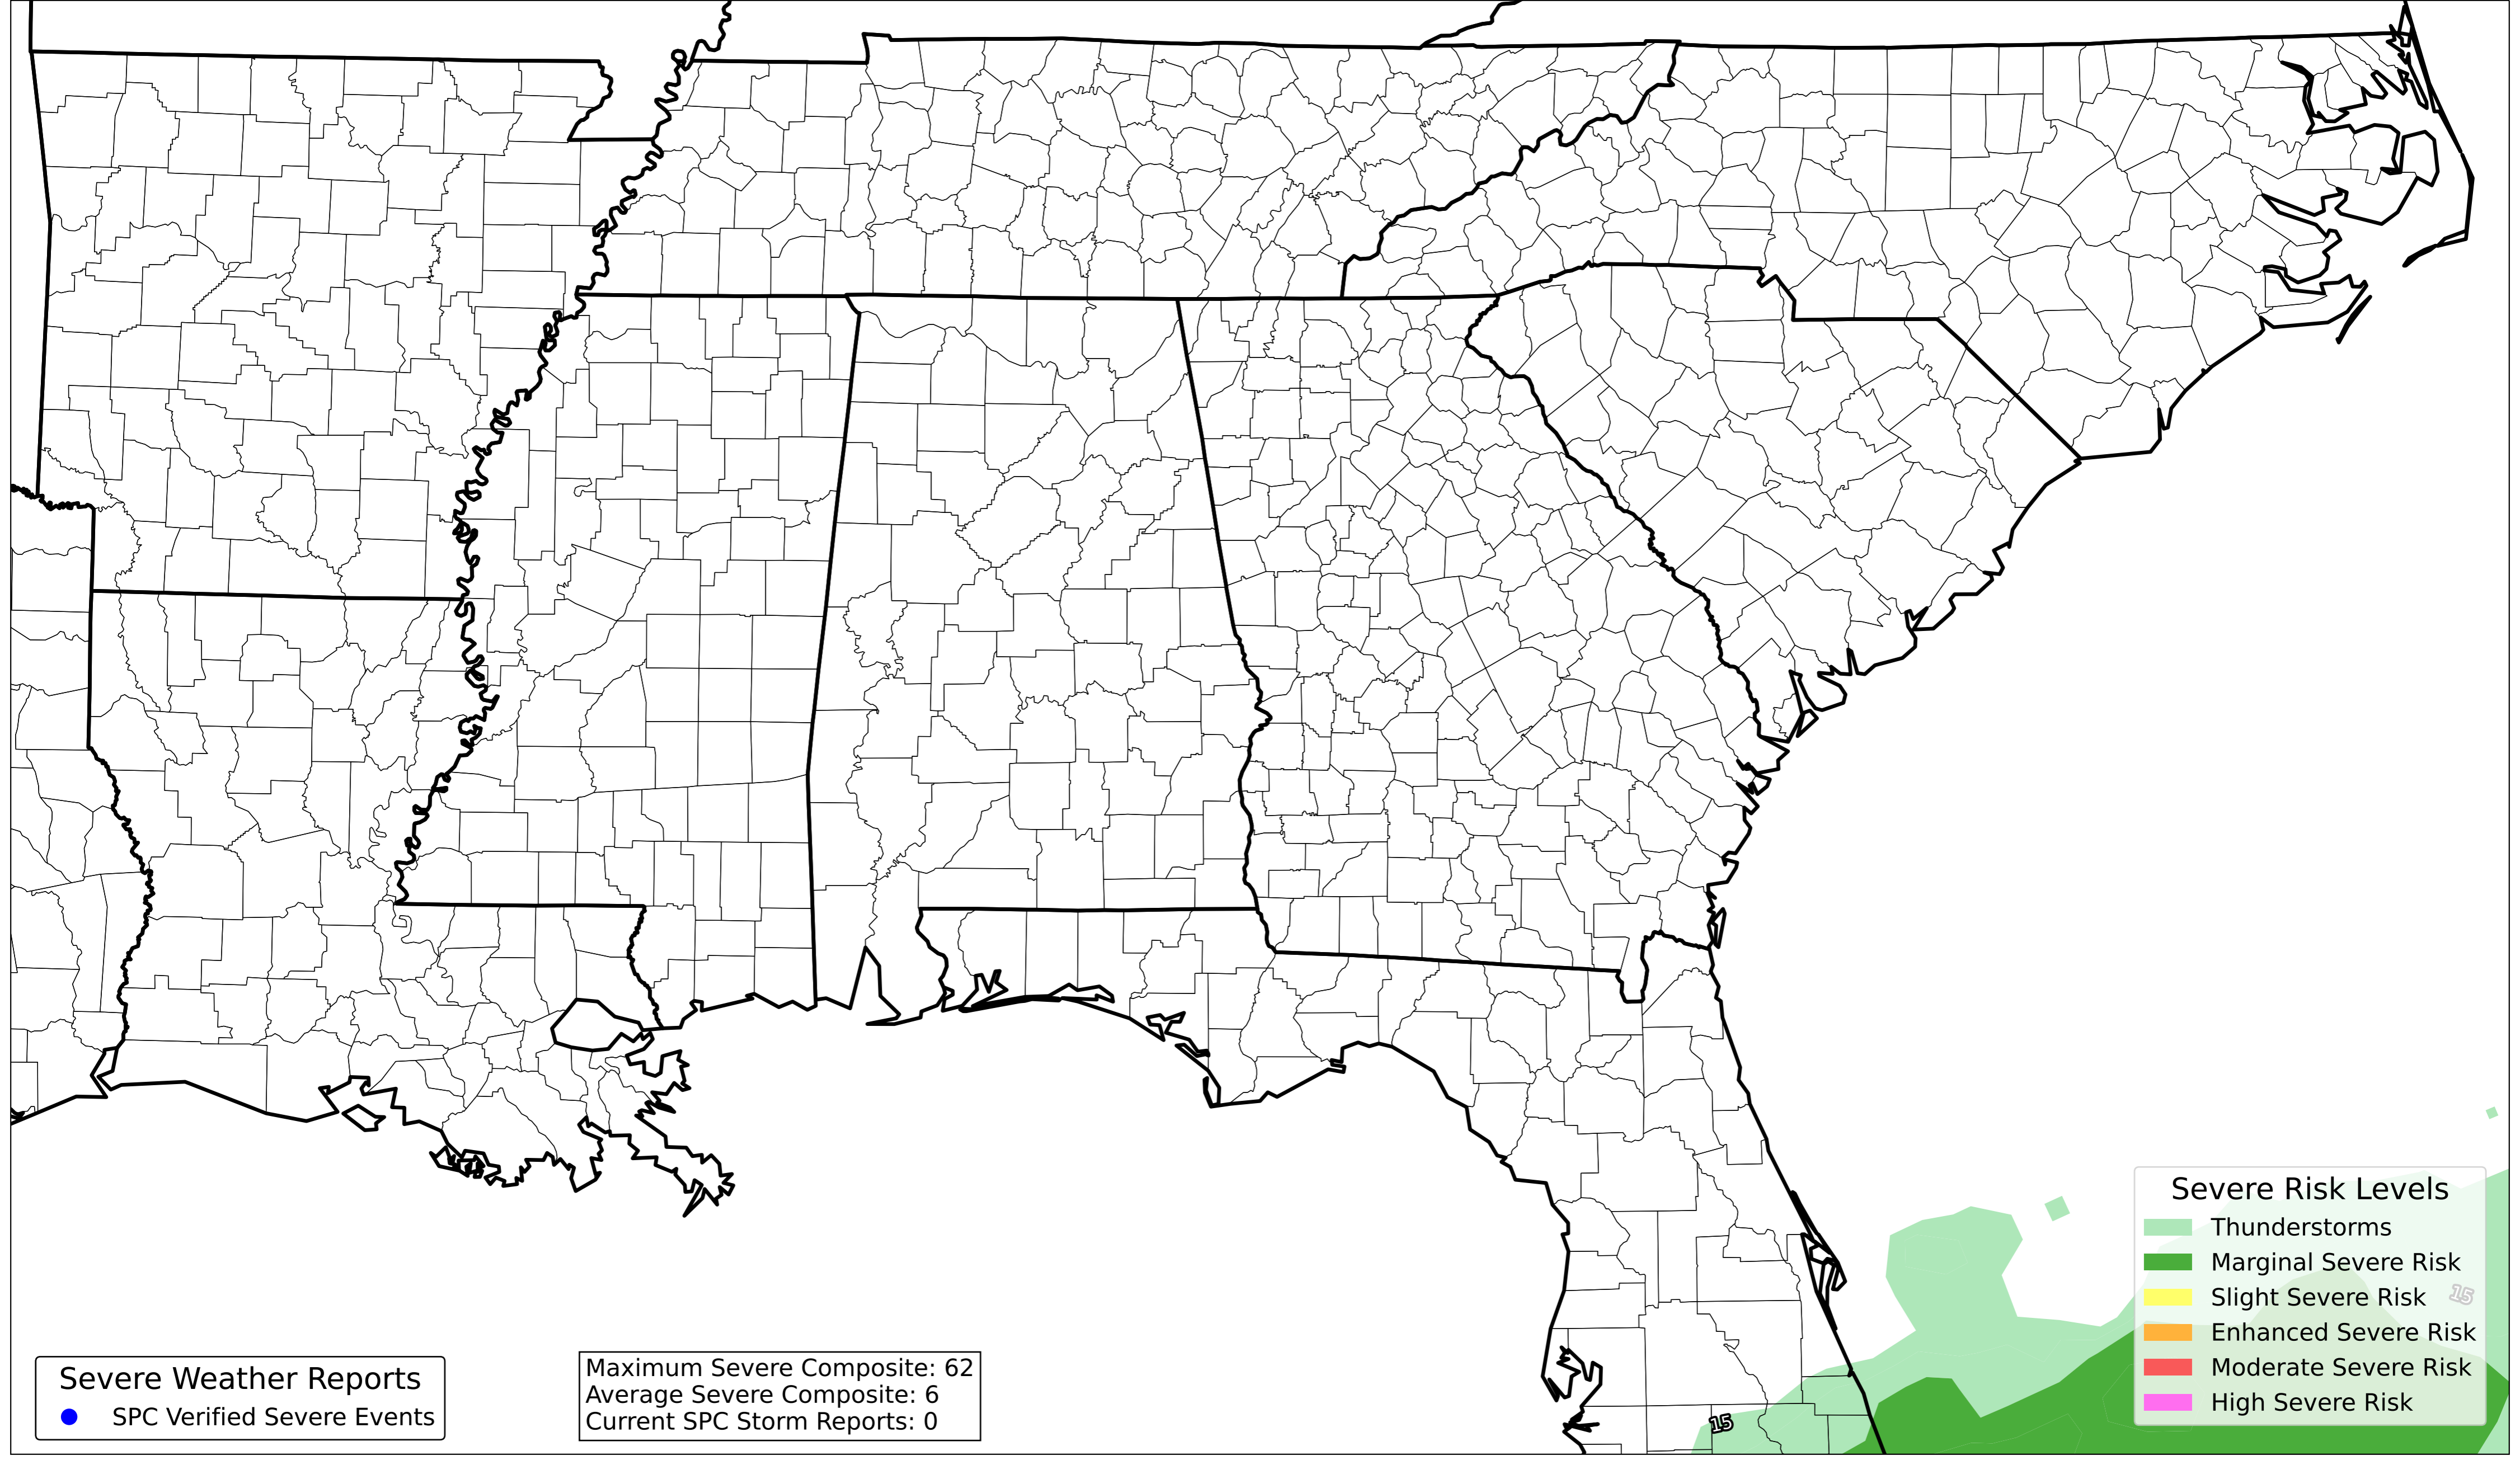 Severe Risk Levels
Thunderstorms
Marginal Severe Risk
Slight Severe Risk
15
Enhanced Severe Risk
Moderate Severe Risk
High Severe Risk
Severe Weather Reports
SPC Verified Severe Events
Maximum Severe Composite: 62
Average Severe Composite: 6
Current SPC Storm Reports: 0
15